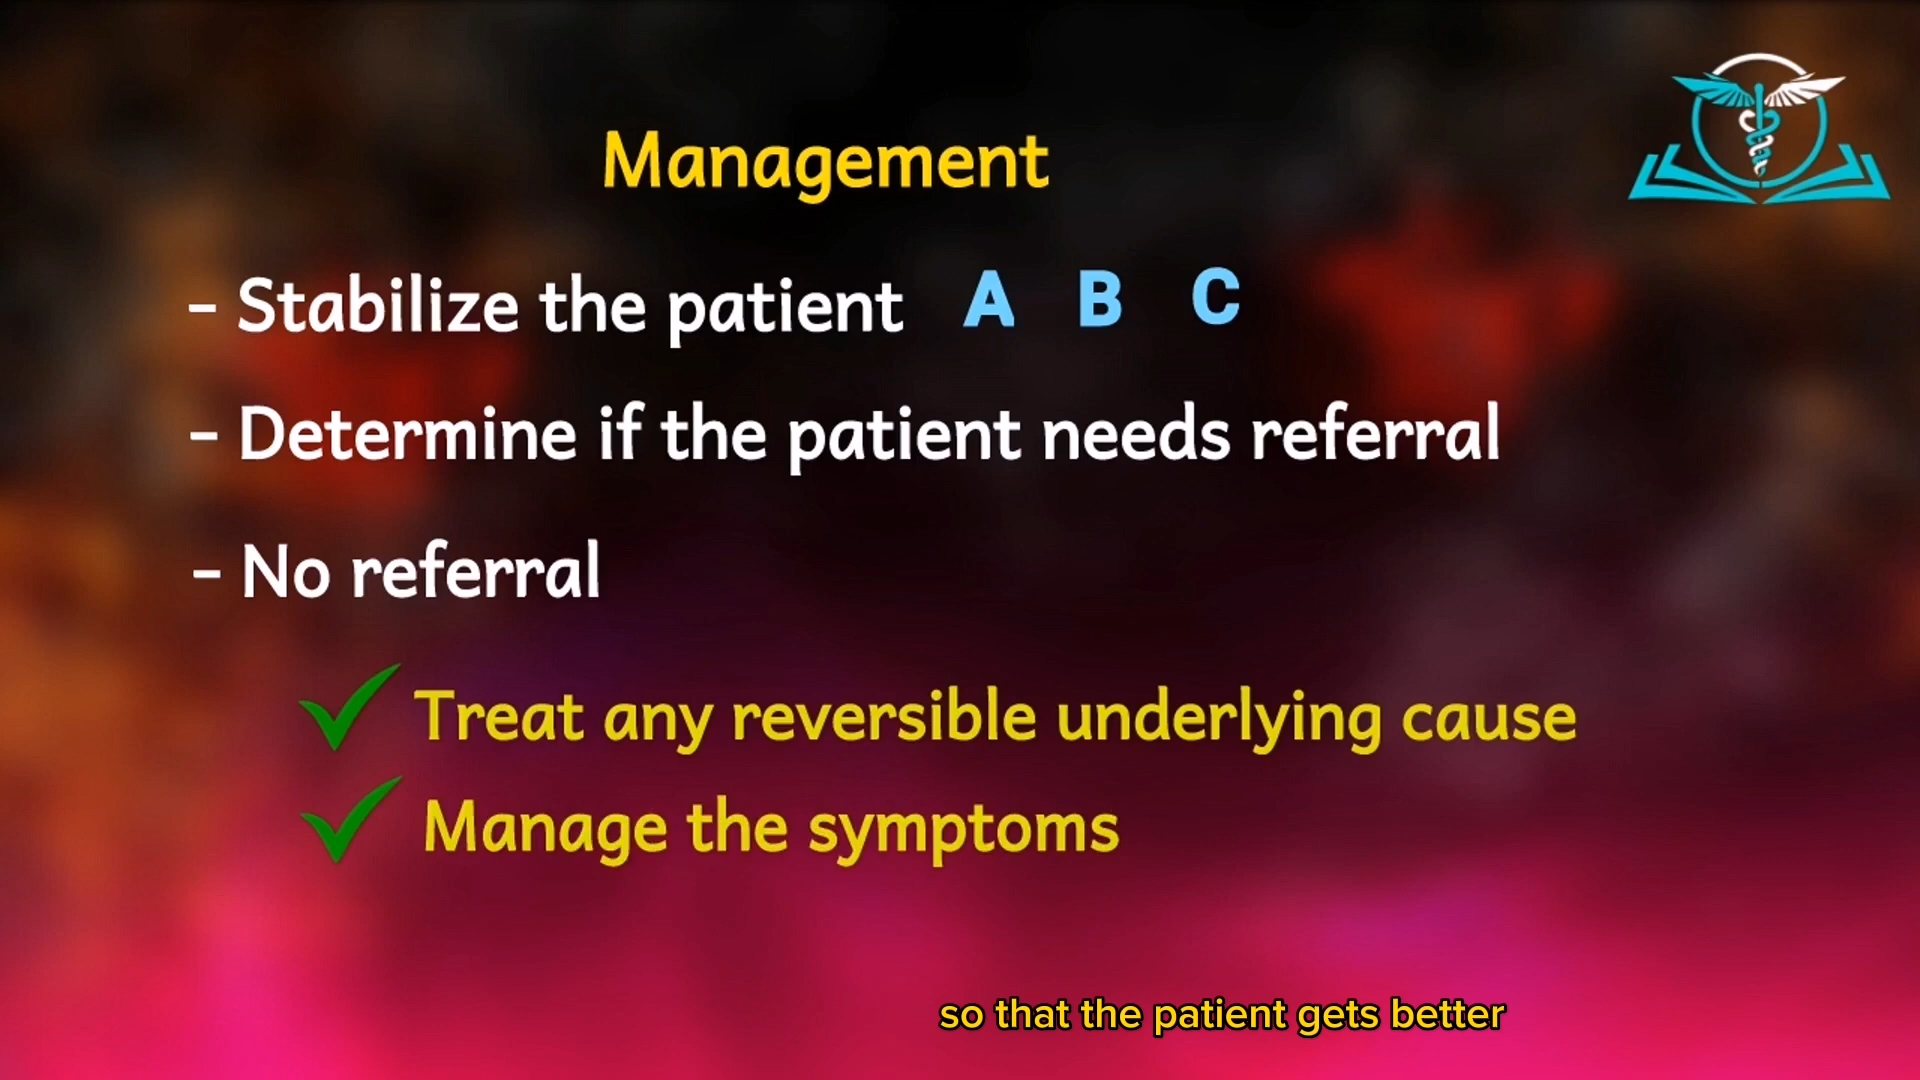 Management
- Stabilize the patient A B C
- Determine if the patient needs referral
- No referral
Treat any reversible underlying cause
Manage the symptoms
so that the patient gets better